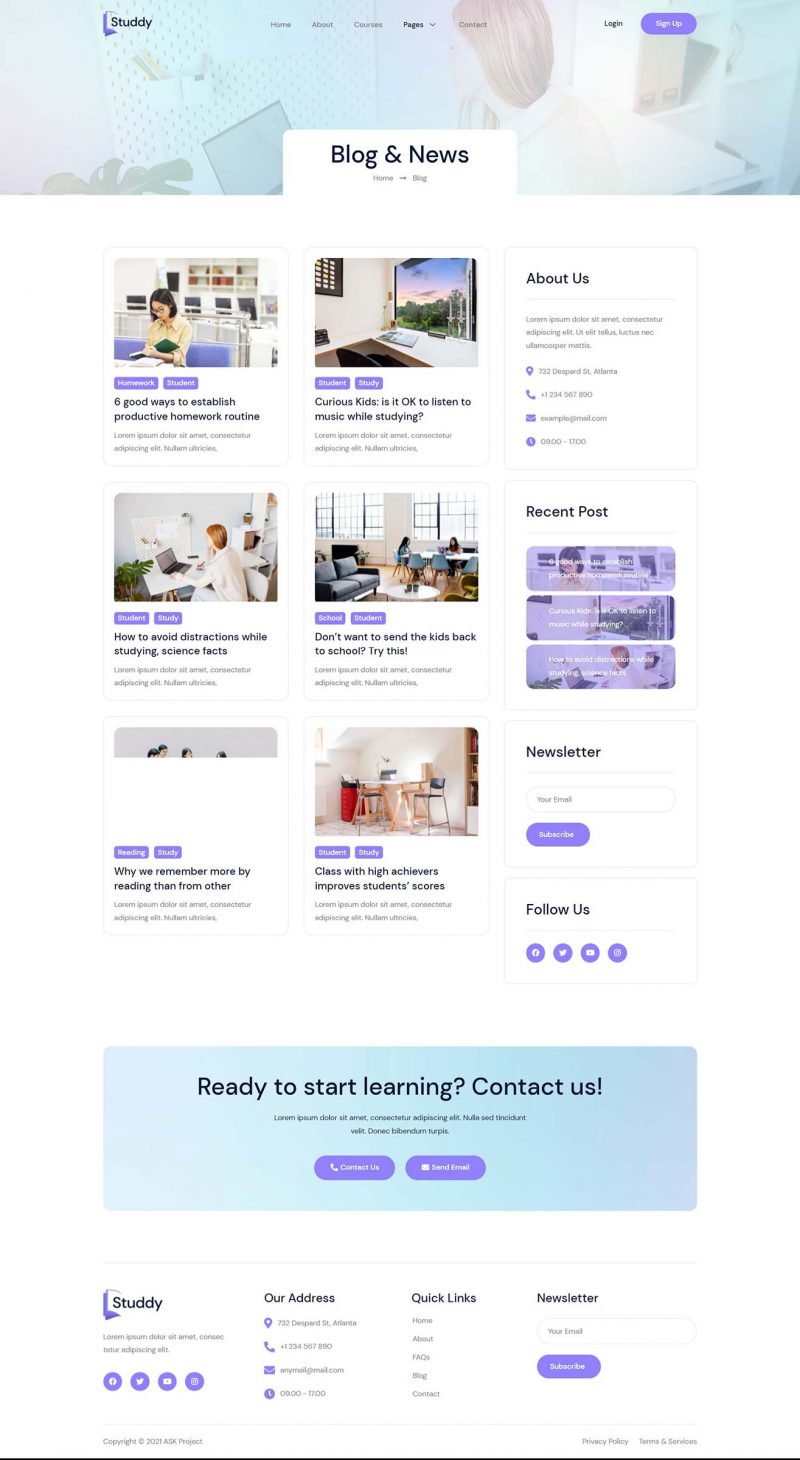 Studdy
Home
About
Courses
Pages
Contact
Login
Sign Up
Blog & News
Home
Blog
Homework
Student
6 good ways to establish
productive homework routine
Lorem ipsum dolor sit amet, consectetur
adipiscing elit. Nullam ultricies,
Student
Study
Curious Kids: is it OK to listen to
music while studying?
Lorem ipsum dolor sit amet, consectetur
adipiscing elit. Nullam ultricies,
Student
Study
How to avoid distractions while
studying, science facts
Lorem ipsum dolor sit amet, consectetur
adipiscing elit. Nullam ultricies,
School
Student
Don't want to send the kids back
to school? Try this!
Lorem ipsum dolor sit amet, consectetur
adipiscing elit. Nullam ultricies,
Reading
Study
Why we remember more by
reading than from other
Lorem ipsum dolor sit amet, consectetur
adipiscing elit. Nullam ultricies,
Student
Study
Class with high achievers
improves students' scores
Lorem ipsum dolor sit amet, consectetur
adipiscing elit. Nullam ultricies,
About Us
Lorem ipsum dolor sit amet, consectetur
adipiscing elit. Ut elit tellus, luctus nec
ullamcorper mattis.
732 Despard St, Atlanta
+1 234 567 890
example@mail.com
09.00 - 17.00
Recent Post
6 good ways to establish
productive homework routine
Curious Kids: is it OK to listen to
music while studying?
How to avoid distractions while
studying, science facts
Newsletter
Your Email
Subscribe
Follow Us
Ready to start learning? Contact us!
Lorem ipsum dolor sit amet, consectetur adipiscing elit. Nulla sed tincidunt
velit. Donec bibendum turpis.
Contact Us
Send Email
Studdy
Lorem ipsum dolor sit amet, consec
tetur adipiscing elit.
Our Address
732 Despard St, Atlanta
+1 234 567 890
anymail@mail.com
09.00 - 17.00
Quick Links
Home
About
FAQs
Blog
Contact
Newsletter
Your Email
Subscribe
Copyright © 2021 ASK Project
Privacy Policy
Terms & Services